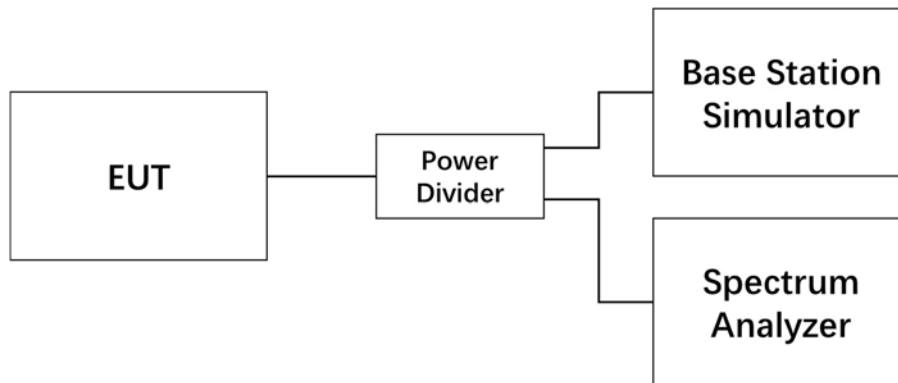 EUT
Power
Divider
Base Station
Simulator
Spectrum
Analyzer